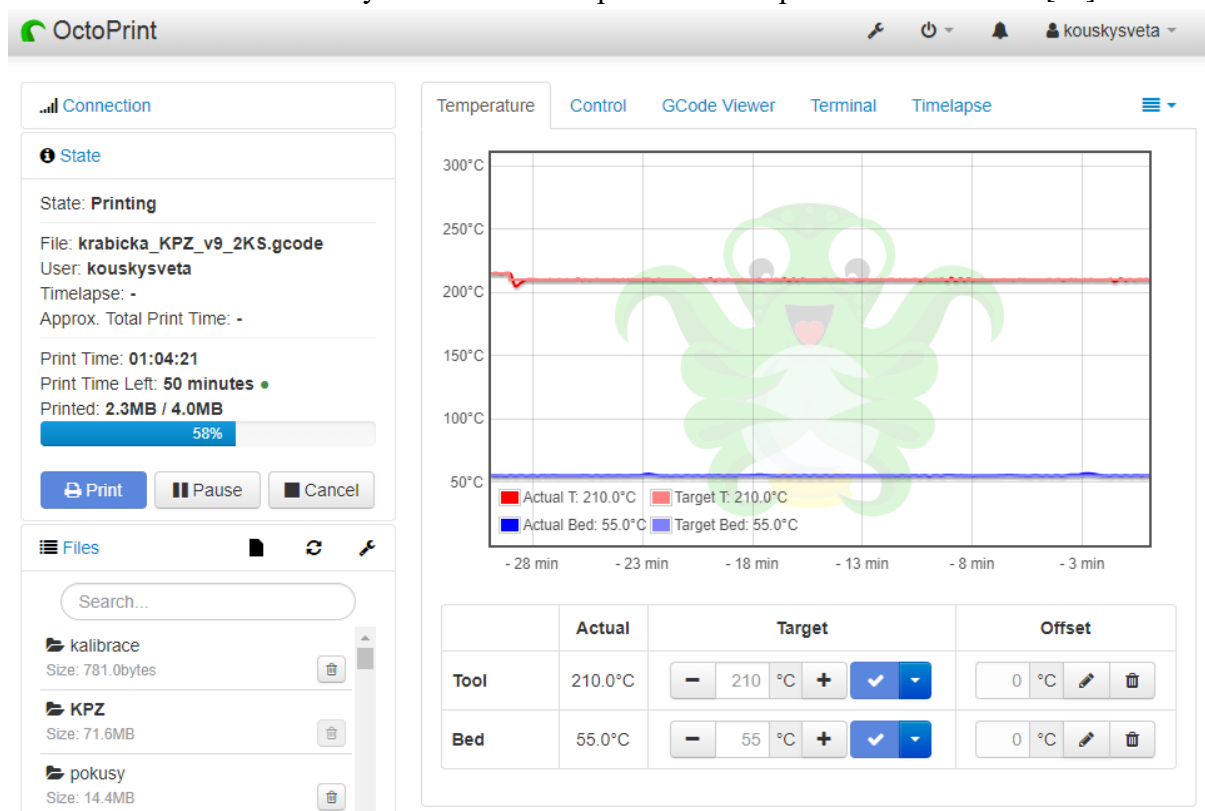 OctoPrint
kouskysveta
Connection
State
State: Printing
File: krabicka_KPZ_v9_2KS.gcode
User: kouskysveta
Timelapse: -
Approx. Total Print Time: -
Print Time: 01:04:21
Print Time Left: 50 minutes
Printed: 2.3MB / 4.0MB
58%
Print Pause Cancel
Files
Search...
kalibrace
Size: 781.0bytes
KPZ
Size: 71.6MB
pokusy
Size: 14.4MB
Temperature Control GCode Viewer Terminal Timelapse
300°C
250°C
200°C
150°C
100°C
50°C
Actual T: 210.0°C Target T: 210.0°C
Actual Bed: 55.0°C Target Bed: 55.0°C
- 28 min - 23 min - 18 min - 13 min - 8 min - 3 min
Actual Target Offset
Tool 210.0°C 210 °C 0 °C
Bed 55.0°C 55 °C 0 °C